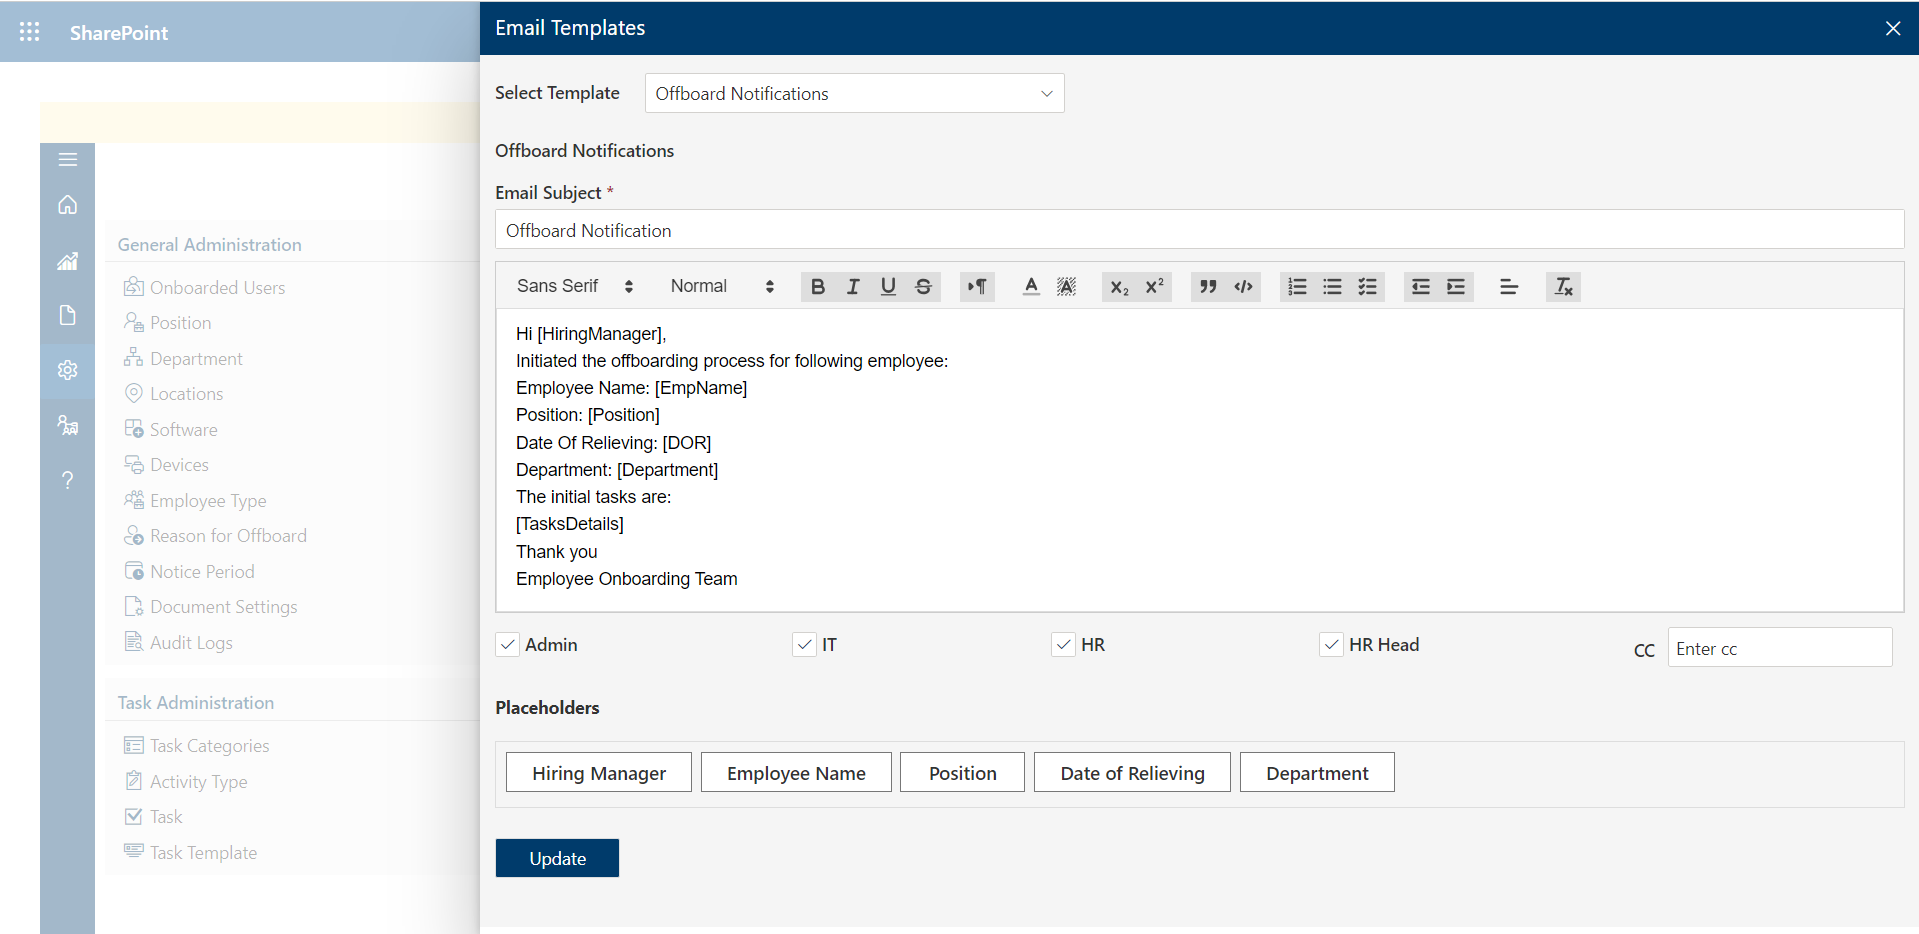 SharePoint
Email Templates
Select Template
Offboard Notifications
Offboard Notifications
Email Subject *
Offboard Notification
Sans Serif
Normal
Hi [HiringManager],
Initiated the offboarding process for following employee:
Employee Name: [EmpName]
Position: [Position]
Date Of Relieving: [DOR]
Department: [Department]
The initial tasks are:
[TasksDetails]
Thank you
Employee Onboarding Team
Admin
IT
HR
HR Head
CC
Enter cc
Placeholders
Hiring Manager
Employee Name
Position
Date of Relieving
Department
Update
General Administration
Onboarded Users
Position
Department
Locations
Software
Devices
Employee Type
Reason for Offboard
Notice Period
Document Settings
Audit Logs
Task Administration
Task Categories
Activity Type
Task
Task Template